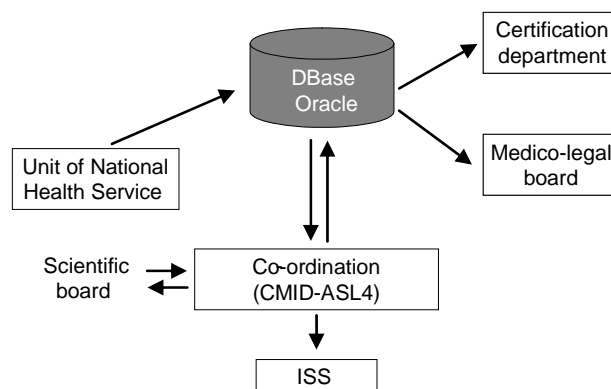 Certification
department
DBase
Oracle
Unit of National
Health Service
Medico-legal
board
Scientific
board
Co-ordination
(CMID-ASL4)
ISS